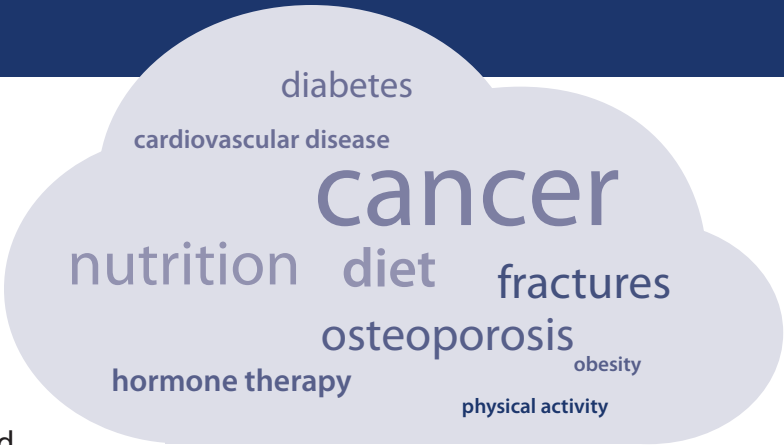 diabetes
cardiovascular disease
cancer
nutrition diet fractures
osteoporosis
obesity
hormone therapy
physical activity